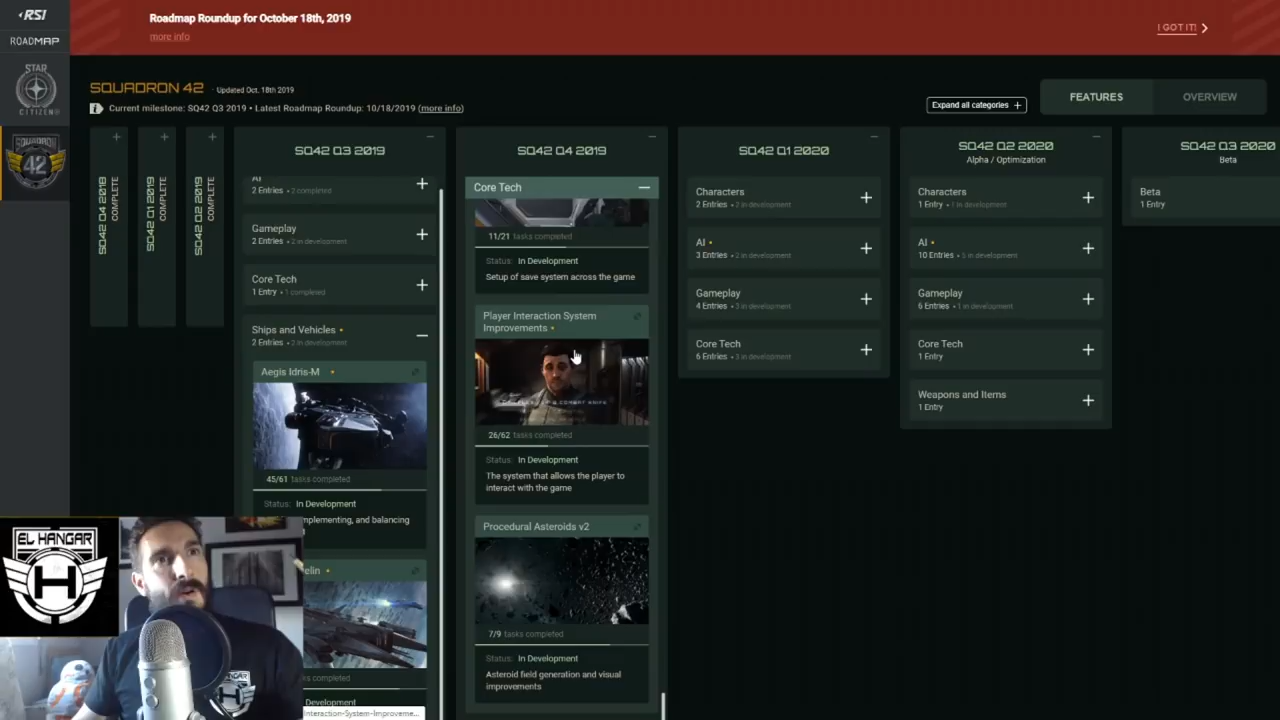 RSI
ROADMAP
Roadmap Roundup for October 18th, 2019
more info
I GOT IT!
STAR
CITIZEN
42
SQUADRON 42
Updated Oct. 18th 2019
Current milestone: SQ42 Q3 2019 • Latest Roadmap Roundup: 10/18/2019 (more info)
Expand all categories +
FEATURES
OVERVIEW
SQ42 Q4 2018
COMPLETE
SQ42 Q1 2019
COMPLETE
SQ42 Q2 2019
COMPLETE
SQ42 Q3 2019
AI
2 Entries • 2 completed
Gameplay
2 Entries • 2 in development
Core Tech
1 Entry • 1 completed
Ships and Vehicles •
2 Entries • 2 in development
Aegis Idris-M •
45/61 tasks completed
Status: In Development
mplementing, and balancing
elin •
completed
Development
Interaction-System-Improveme...
SQ42 Q4 2019
Core Tech
11/21 tasks completed
Status: In Development
Setup of save system across the game
Player Interaction System
Improvements •
26/62 tasks completed
Status: In Development
The system that allows the player to
interact with the game
Procedural Asteroids v2
7/9 tasks completed
Status: In Development
Asteroid field generation and visual
improvements
SQ42 Q1 2020
Characters
2 Entries • 2 in development
AI •
3 Entries • 2 in development
Gameplay
4 Entries • 3 in development
Core Tech
6 Entries • 3 in development
SQ42 Q2 2020
Alpha / Optimization
Characters
1 Entry • 1 in development
AI •
10 Entries • 5 in development
Gameplay
6 Entries • 1 in development
Core Tech
1 Entry
Weapons and Items
1 Entry
SQ42 Q3 2020
Beta
Beta
1 Entry
EL HANGAR
H
EL HANGAR
H